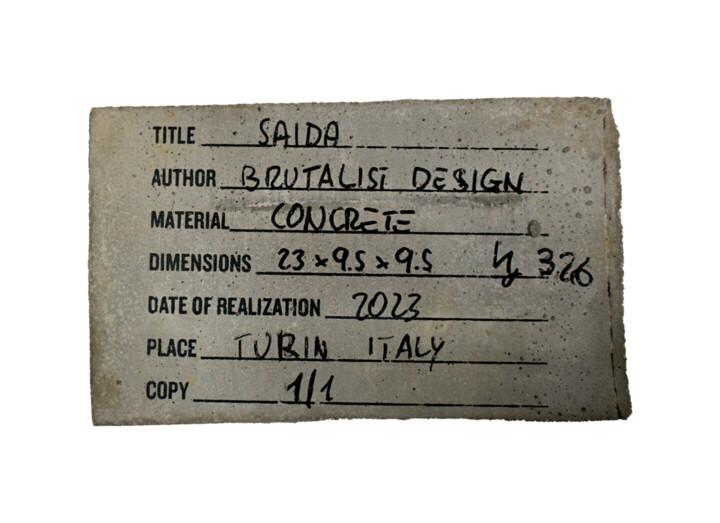 TITLE SAIDA
AUTHOR BRUTALIST DESIGN
MATERIAL CONCRETE
DIMENSIONS 23 x 9.5 x 9.5 326
DATE OF REALIZATION 2023
PLACE TURIN ITALY
COPY 1/1